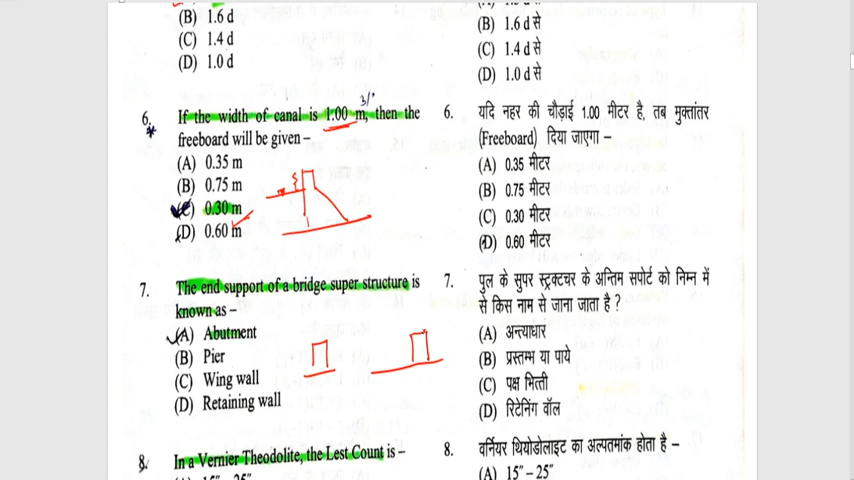 (B) 1.6 d
(C) 1.4 d
(D) 1.0 d
6. If the width of canal is 1.00 m, then the
freeboard will be given –
(A) 0.35 m
(B) 0.75 m
(C) 0.30 m
(D) 0.60 m
7. The end support of a bridge super structure is
known as –
(A) Abutment
(B) Pier
(C) Wing wall
(D) Retaining wall
8. In a Vernier Theodolite, the Lest Count is –
(A) 15" – 25"
(B) 1.6 d से
(C) 1.4 d से
(D) 1.0 d से
6. यदि नहर की चौड़ाई 1.00 मीटर है, तब मुक्तांतर
(Freeboard) दिया जाएगा –
(A) 0.35 मीटर
(B) 0.75 मीटर
(C) 0.30 मीटर
(D) 0.60 मीटर
7. पुल के सुपर स्ट्रक्टचर के अन्तिम सपोर्ट को निम्न में
से किस नाम से जाना जाता है ?
(A) अन्त्याधार
(B) प्रस्तम्भ या पाये
(C) पक्ष भित्ती
(D) रिटेनिंग वॉल
8. वर्नियर थियोडोलाइट का अल्पतमांक होता है –
(A) 15" – 25"